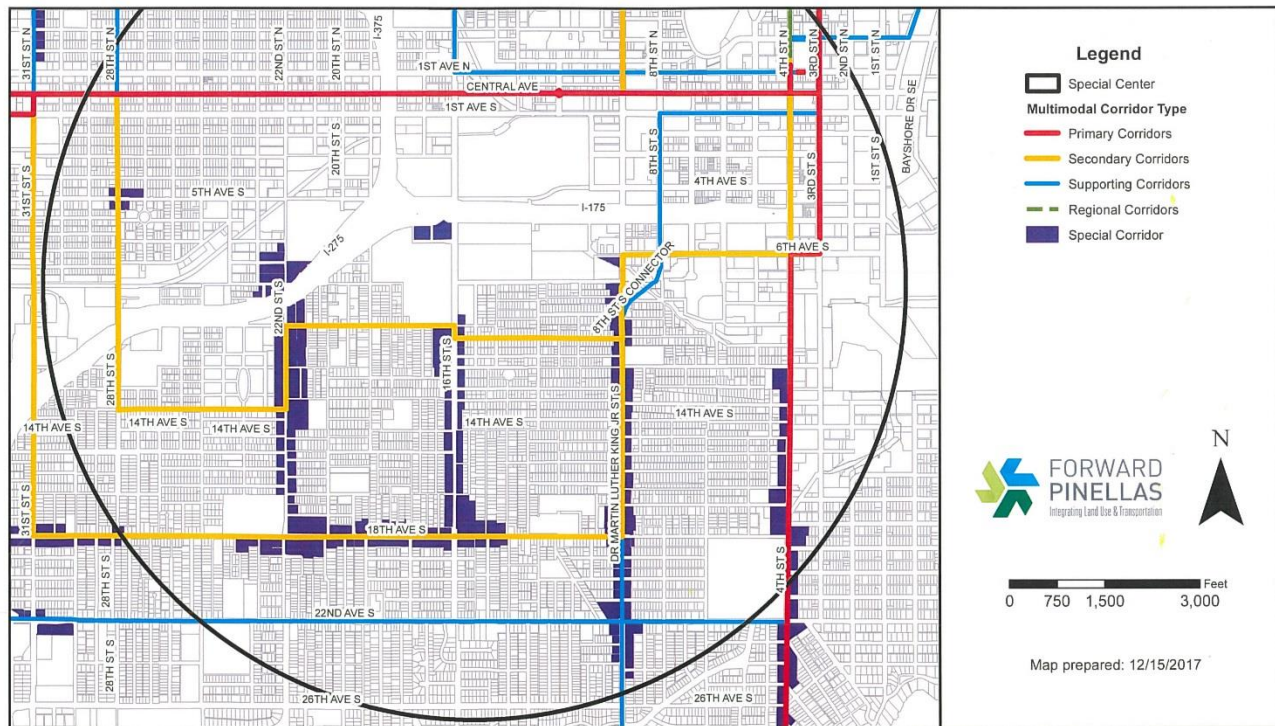 31ST ST N
28TH ST N
22ND ST N
20TH ST N
I-375
8TH ST N
4TH ST N
3RD ST N
2ND ST N
1ST ST N
1ST AVE N
CENTRAL AVE
1ST AVE S
BAYSHORE DR SE
20TH ST S
8TH ST S
3RD ST S
1ST ST S
31ST ST S
5TH AVE S
4TH AVE S
I-175
I-275
6TH AVE S
8TH ST S CONNECTOR
22ND ST S
16TH ST S
28TH ST S
14TH AVE S
14TH AVE S
14TH AVE S
14TH AVE S
14TH AVE S
DR MARTIN LUTHER KING JR ST S
31ST ST S
18TH AVE S
28TH ST S
4TH ST S
22ND AVE S
28TH ST S
26TH AVE S
26TH AVE S
Legend
Special Center
Multimodal Corridor Type
Primary Corridors
Secondary Corridors
Supporting Corridors
Regional Corridors
Special Corridor
N
FORWARD
PINELLAS
Integrating Land Use & Transportation
Feet
0 750 1,500 3,000
Map prepared: 12/15/2017